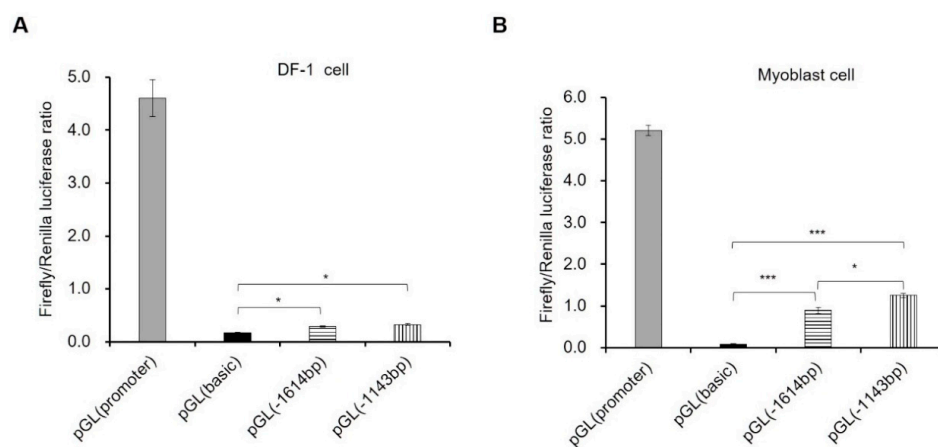 A
DF-1 cell
Firefly/Renilla luciferase ratio
5.0
4.0
3.0
2.0
1.0
0.0
*
*
pGL(promoter)
pGL(basic)
pGL(-1614bp)
pGL(-1143bp)
B
Myoblast cell
Firefly/Renilla luciferase ratio
6.0
5.0
4.0
3.0
2.0
1.0
0.0
***
***
*
pGL(promoter)
pGL(basic)
pGL(-1614bp)
pGL(-1143bp)